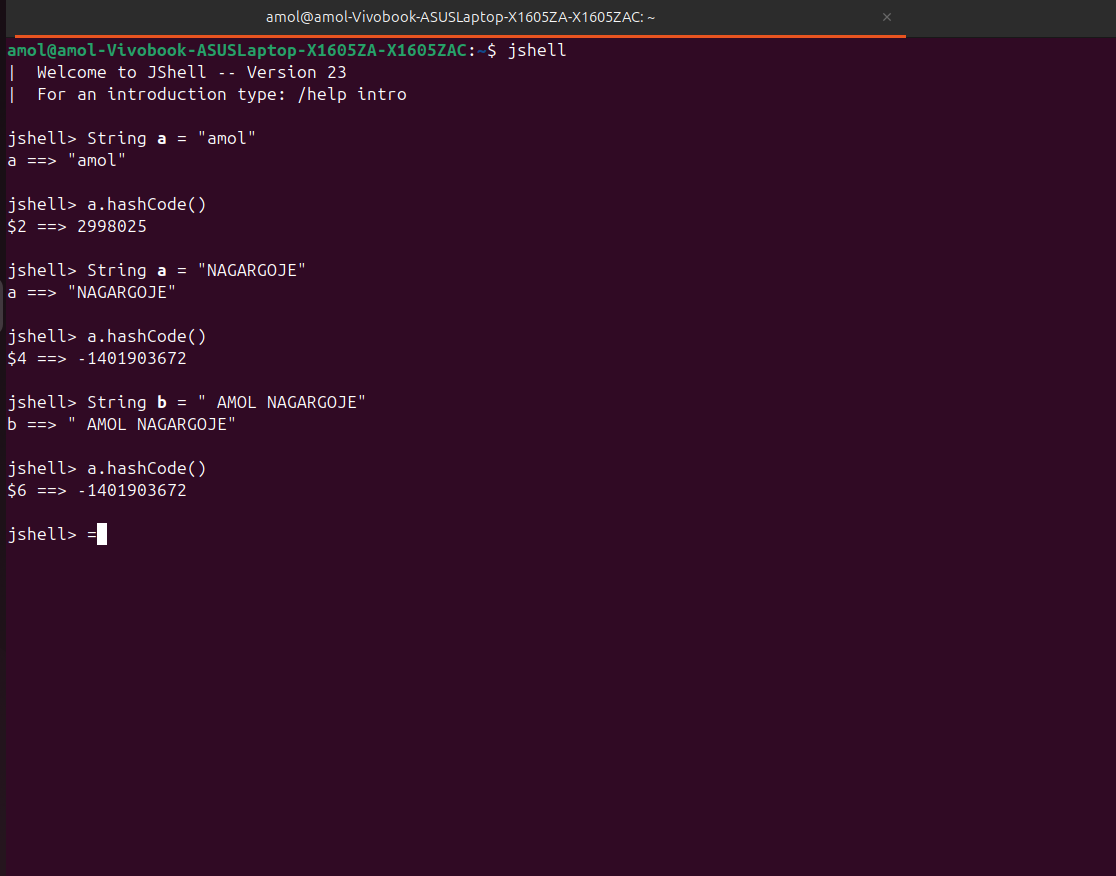 amol@amol-Vivobook-ASUSLaptop-X1605ZA-X1605ZAC: ~ ×
amol@amol-Vivobook-ASUSLaptop-X1605ZA-X1605ZAC:~$ jshell
|  Welcome to JShell -- Version 23
|  For an introduction type: /help intro
jshell> String a = "amol"
a ==> "amol"
jshell> a.hashCode()
$2 ==> 2998025
jshell> String a = "NAGARGOJE"
a ==> "NAGARGOJE"
jshell> a.hashCode()
$4 ==> -1401903672
jshell> String b = " AMOL NAGARGOJE"
b ==> " AMOL NAGARGOJE"
jshell> a.hashCode()
$6 ==> -1401903672
jshell> =